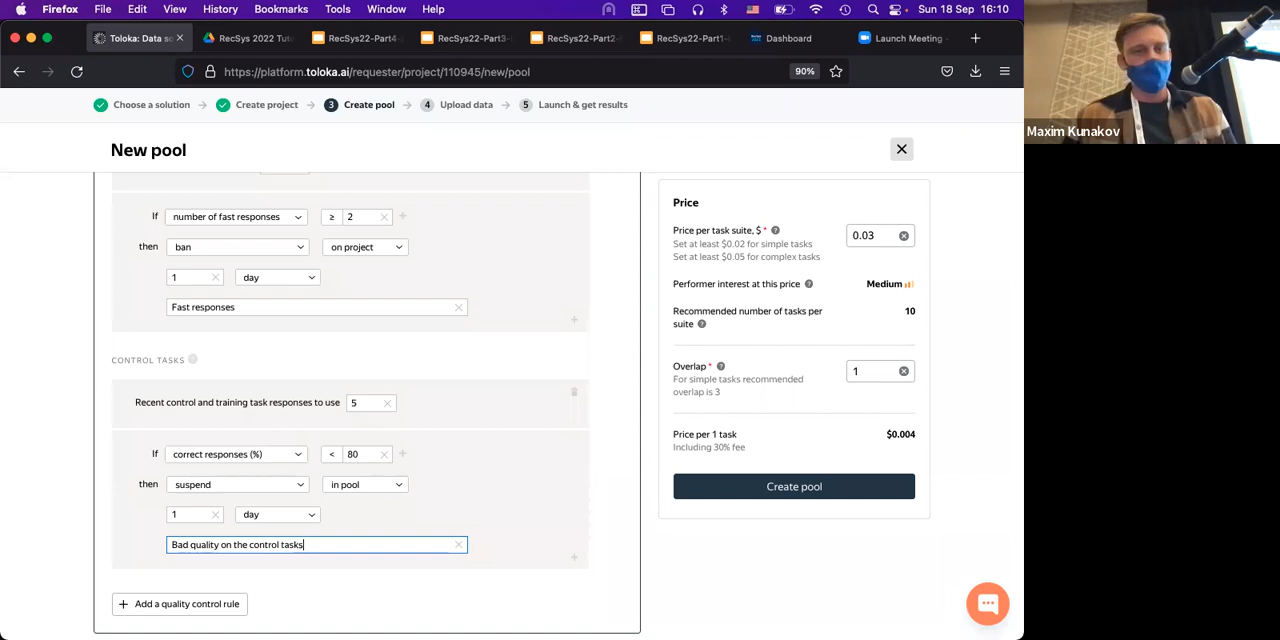 Firefox File Edit View History Bookmarks Tools Window Help Sun 18 Sep 16:10
Toloka: Data so RecSys 2022 Tuto RecSys22-Part4- RecSys22-Part3- RecSys22-Part2- RecSys22-Part1- Dashboard Launch Meeting -
https://platform.toloka.ai/requester/project/110945/new/pool 90%
Choose a solution Create project 3 Create pool 4 Upload data 5 Launch & get results
Maxim Kunakov
New pool
Price
If number of fast responses ≥ 2
Price per task suite, $ * 0.03
Set at least $0.02 for simple tasks
Set at least $0.05 for complex tasks
then ban on project
1 day
Performer interest at this price Medium
Fast responses
Recommended number of tasks per suite 10
CONTROL TASKS
Overlap * 1
For simple tasks recommended overlap is 3
Recent control and training task responses to use 5
Price per 1 task $0.004
Including 30% fee
If correct responses (%) < 80
then suspend in pool
Create pool
1 day
Bad quality on the control tasks
+ Add a quality control rule